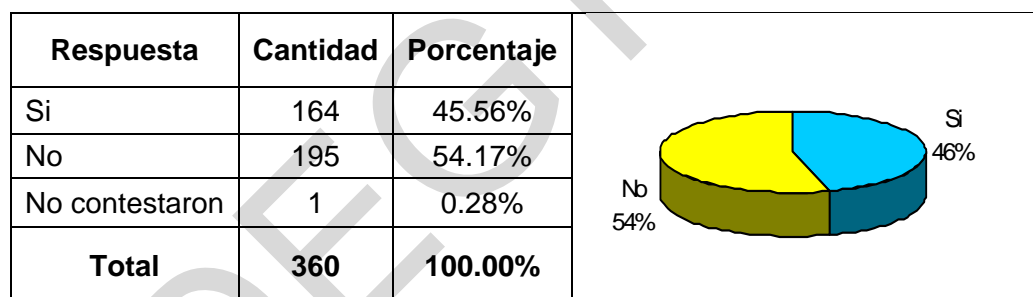 Respuesta Cantidad Porcentaje
Si 164 45.56%
No 195 54.17%
No contestaron 1 0.28%
Total 360 100.00%
Si
46%
No
54%